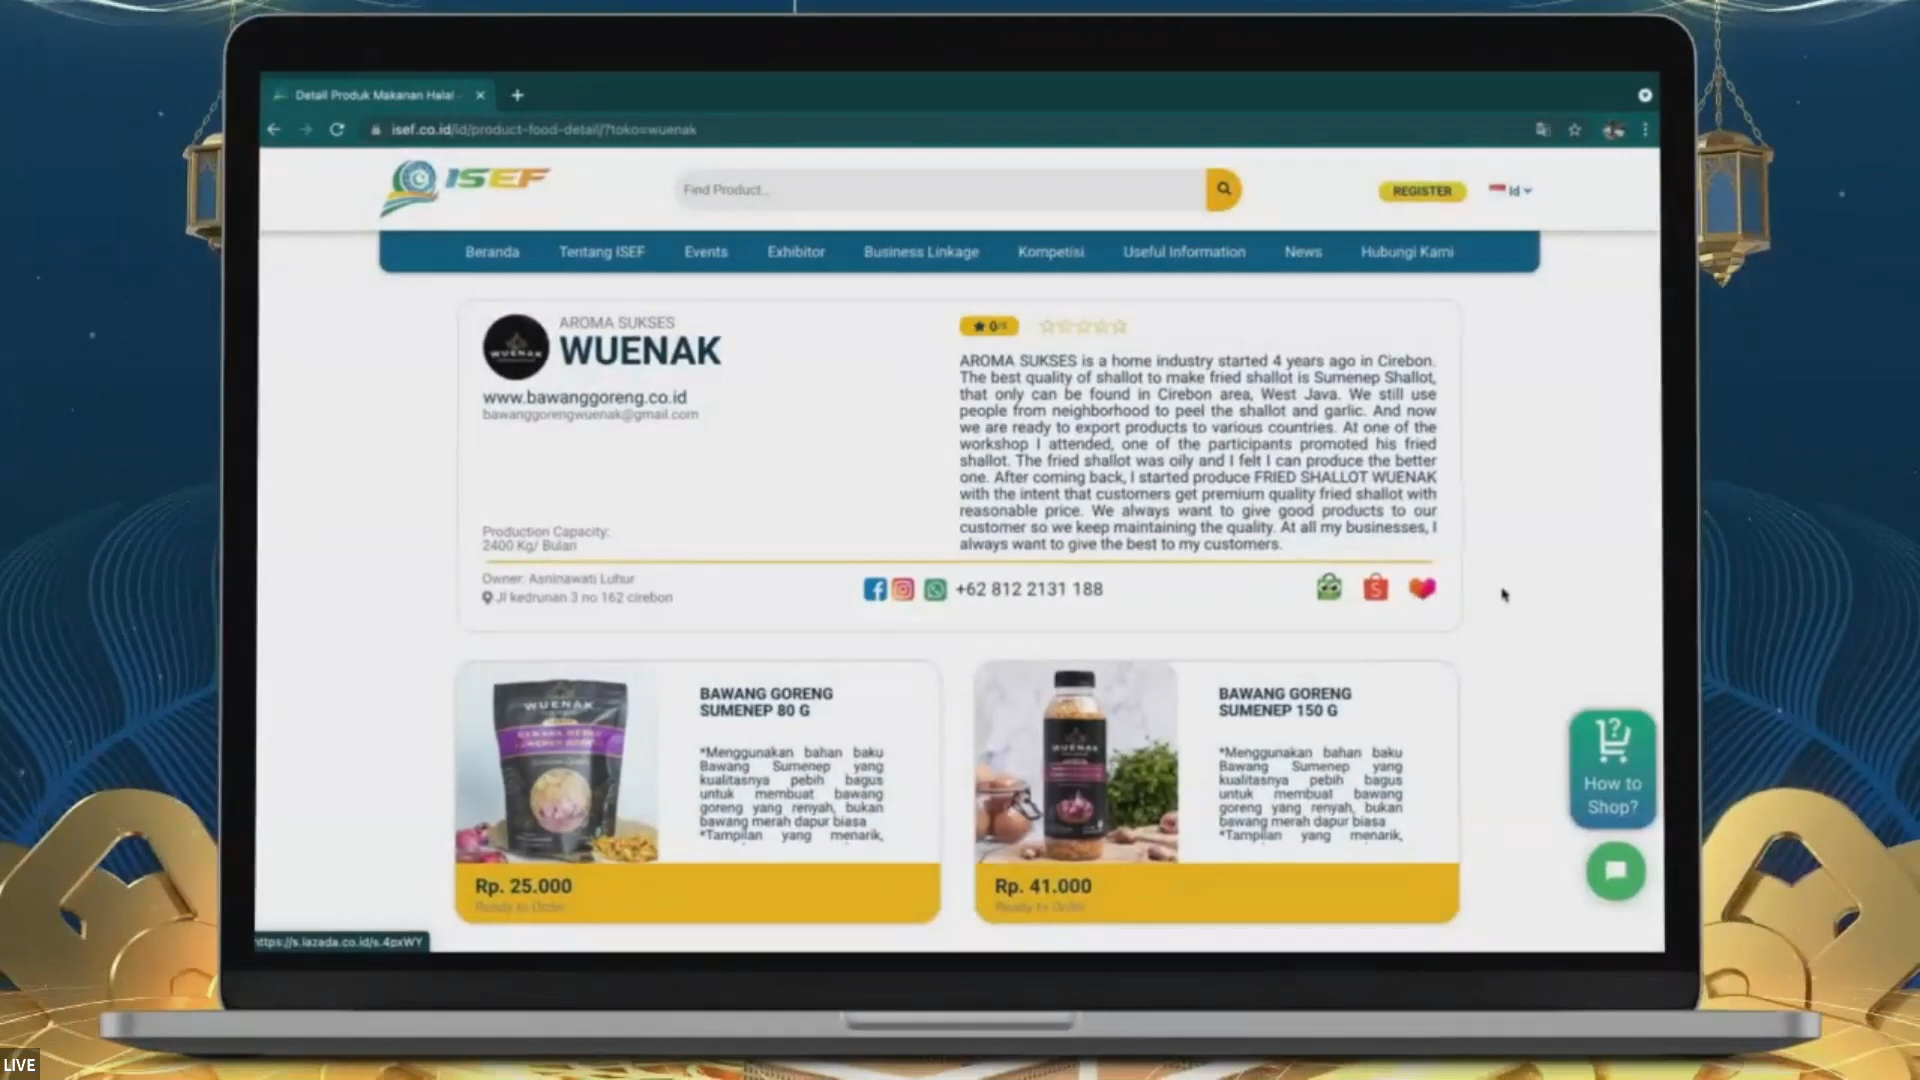 Detail Produk Makanan Halal
isef.co.id/id/product-food-detail/?toko=wuenak
ISEF
Find Product...
REGISTER
Id
Beranda Tentang ISEF Events Exhibitor Business Linkage Kompetisi Useful Information News Hubungi Kami
WUENAK
AROMA SUKSES
WUENAK
www.bawanggoreng.co.id
bawanggorengwuenak@gmail.com
Production Capacity:
2400 Kg/ Bulan
0/5
AROMA SUKSES is a home industry started 4 years ago in Cirebon.
The best quality of shallot to make fried shallot is Sumenep Shallot,
that only can be found in Cirebon area, West Java. We still use
people from neighborhood to peel the shallot and garlic. And now
we are ready to export products to various countries. At one of the
workshop I attended, one of the participants promoted his fried
shallot. The fried shallot was oily and I felt I can produce the better
one. After coming back, I started produce FRIED SHALLOT WUENAK
with the intent that customers get premium quality fried shallot with
reasonable price. We always want to give good products to our
customer so we keep maintaining the quality. At all my businesses, I
always want to give the best to my customers.
Owner: Asninawati Luhur
Jl kedrunan 3 no 162 cirebon
+62 812 2131 188
WUENAK
BAWANG GORENG
SUMENEP 80 G
*Menggunakan bahan baku
Bawang Sumenep yang
kualitasnya pebih bagus
untuk membuat bawang
goreng yang renyah, bukan
bawang merah dapur biasa
*Tampilan yang menarik,
Rp. 25.000
Ready to Order
WUENAK
BAWANG GORENG
SUMENEP 150 G
*Menggunakan bahan baku
Bawang Sumenep yang
kualitasnya pebih bagus
untuk membuat bawang
goreng yang renyah, bukan
bawang merah dapur biasa
*Tampilan yang menarik,
Rp. 41.000
Ready to Order
How to
Shop?
https://s.lazada.co.id/s.4pxWY
LIVE